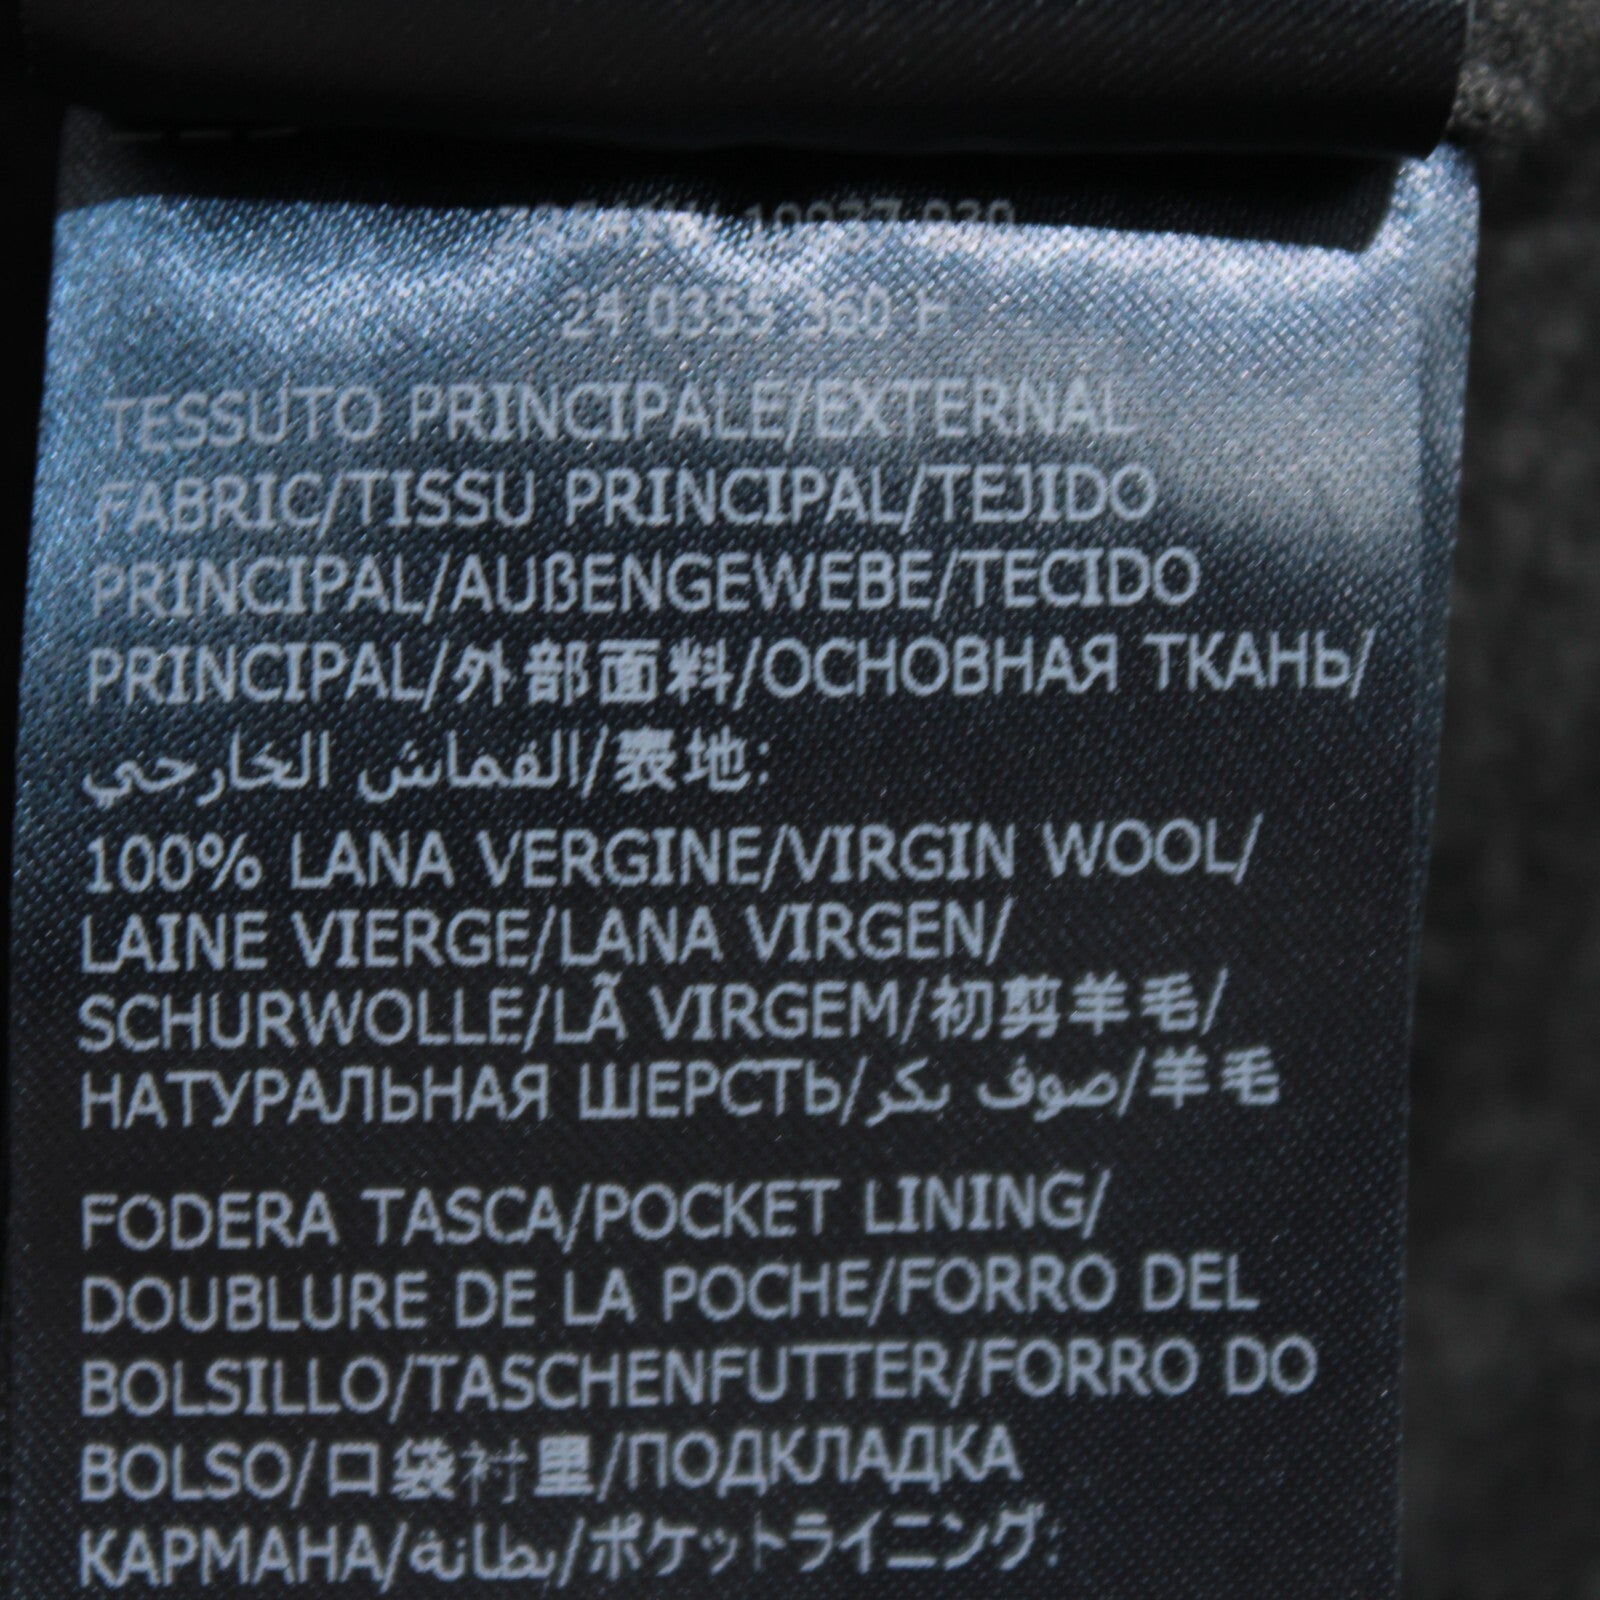 24 0355 360 F
TESSUTO PRINCIPALE/EXTERNAL
FABRIC/TISSU PRINCIPAL/TEJIDO
PRINCIPAL/AUßENGEWEBE/TECIDO
PRINCIPAL/外部面料/ОСНОВНАЯ ТКАНЬ/
القماش الخارجي/表地:
100% LANA VERGINE/VIRGIN WOOL/
LAINE VIERGE/LANA VIRGEN/
SCHURWOLLE/LÃ VIRGEM/初剪羊毛/
НАТУРАЛЬНАЯ ШЕРСТЬ/صوف بكر/羊毛
FODERA TASCA/POCKET LINING/
DOUBLURE DE LA POCHE/FORRO DEL
BOLSILLO/TASCHENFUTTER/FORRO DO
BOLSO/口袋衬里/ПОДКЛАДКА
КАРМАНА/بطانة/ポケットライニング: